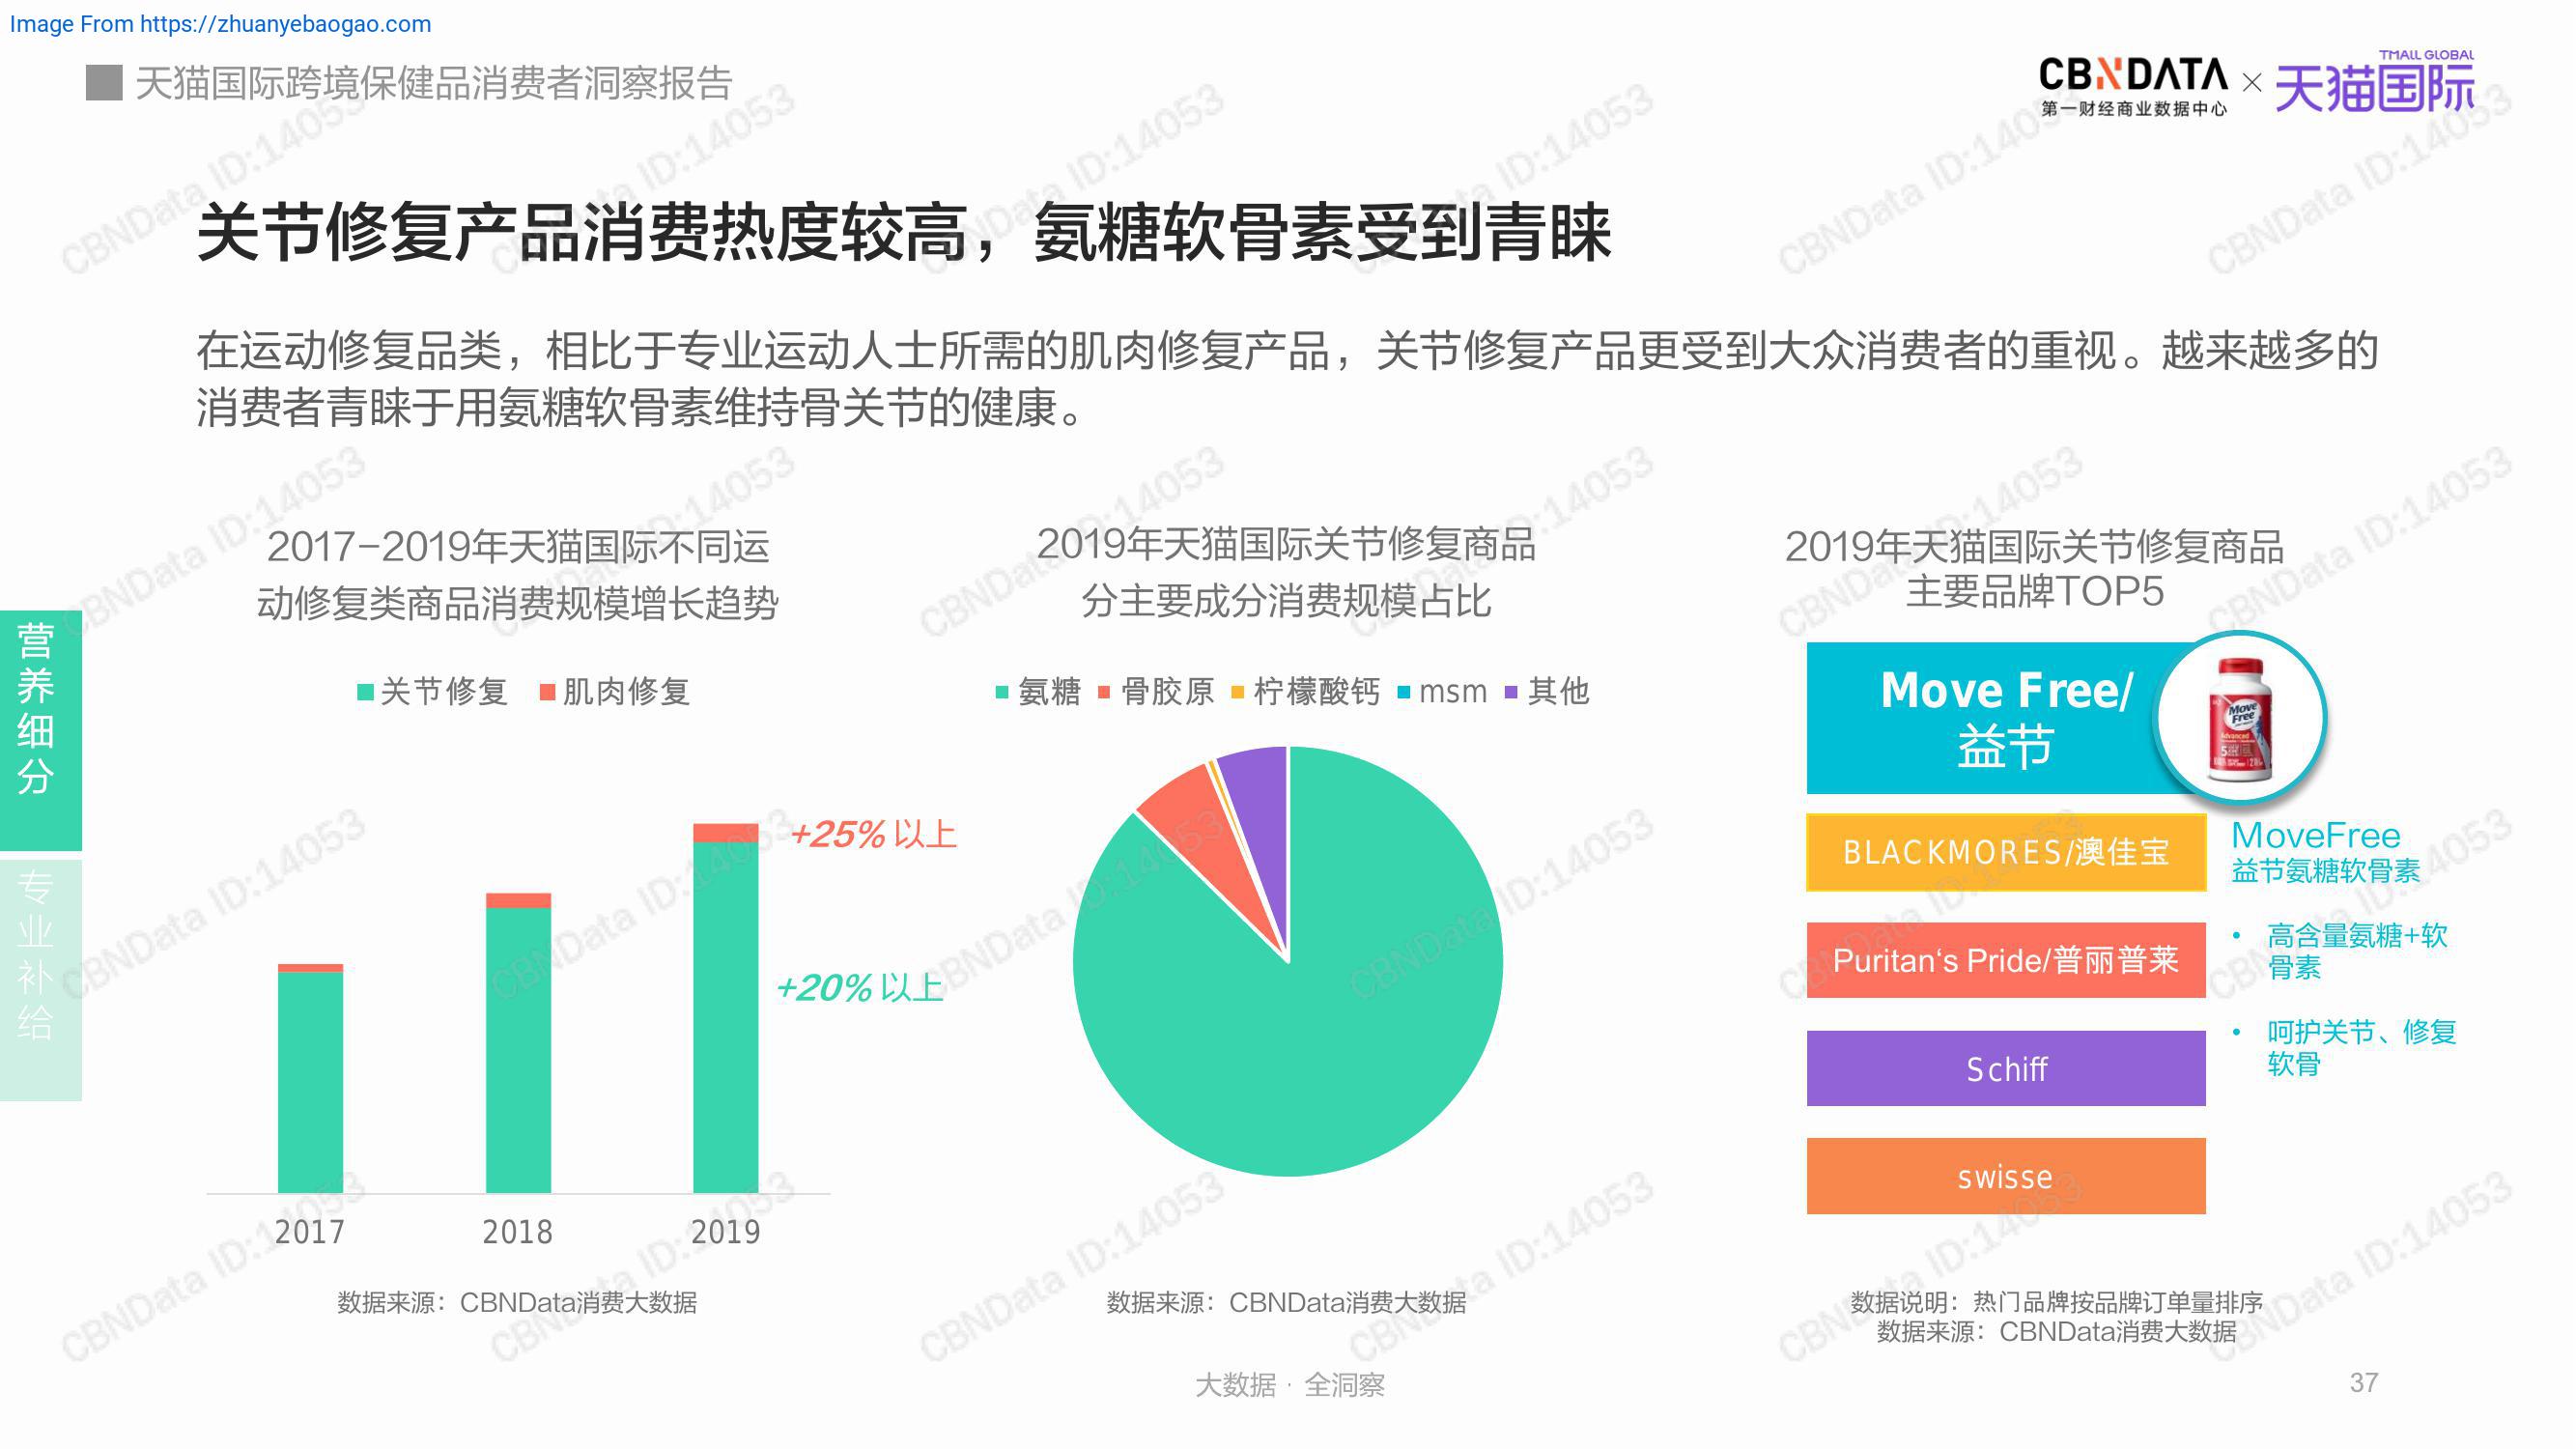 Image From https://zhuanyebaogao.com
天猫国际跨境保健品消费者洞察报告
CBNDATA
第一财经商业数据中心
×
TMALL GLOBAL
天猫国际
关节修复产品消费热度较高，氨糖软骨素受到青睐
在运动修复品类，相比于专业运动人士所需的肌肉修复产品，关节修复产品更受到大众消费者的重视。越来越多的
消费者青睐于用氨糖软骨素维持骨关节的健康。
营养细分
专业补给
2017-2019年天猫国际不同运
动修复类商品消费规模增长趋势
关节修复 肌肉修复
+25%以上
+20%以上
2017 2018 2019
数据来源：CBNData消费大数据
2019年天猫国际关节修复商品
分主要成分消费规模占比
氨糖 骨胶原 柠檬酸钙 msm 其他
数据来源：CBNData消费大数据
2019年天猫国际关节修复商品
主要品牌TOP5
Move Free/
益节
Move
Free
Advanced
BLACKMORES/澳佳宝
Puritan‘s Pride/普丽普莱
Schiff
swisse
MoveFree
益节氨糖软骨素
• 高含量氨糖+软
骨素
• 呵护关节、修复
软骨
数据说明：热门品牌按品牌订单量排序
数据来源：CBNData消费大数据
大数据 · 全洞察
37
CBNData ID:14053